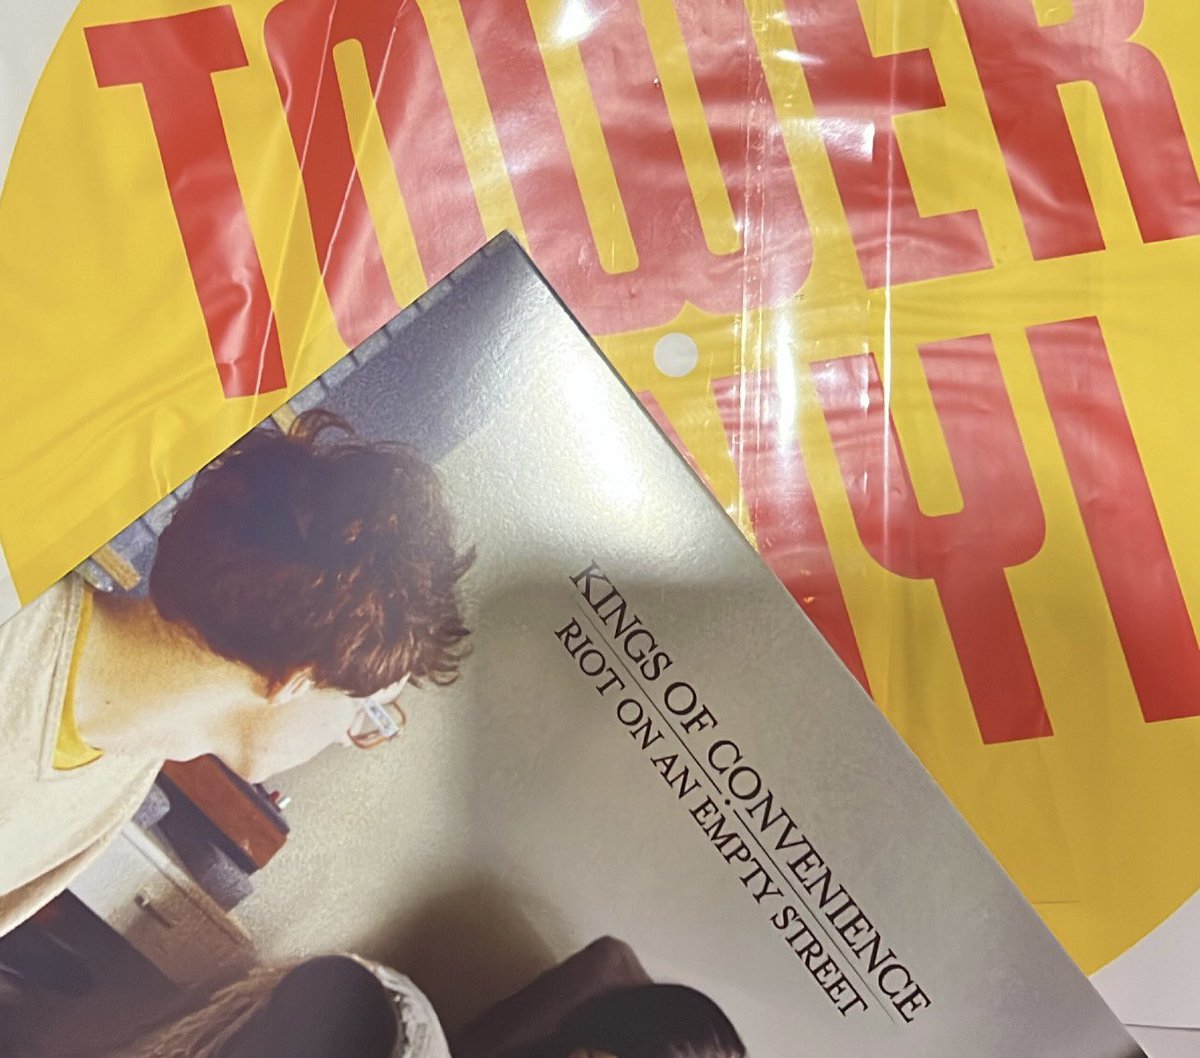 TOWER
KINGS OF CONVENIENCE
RIOT ON AN EMPTY STREET